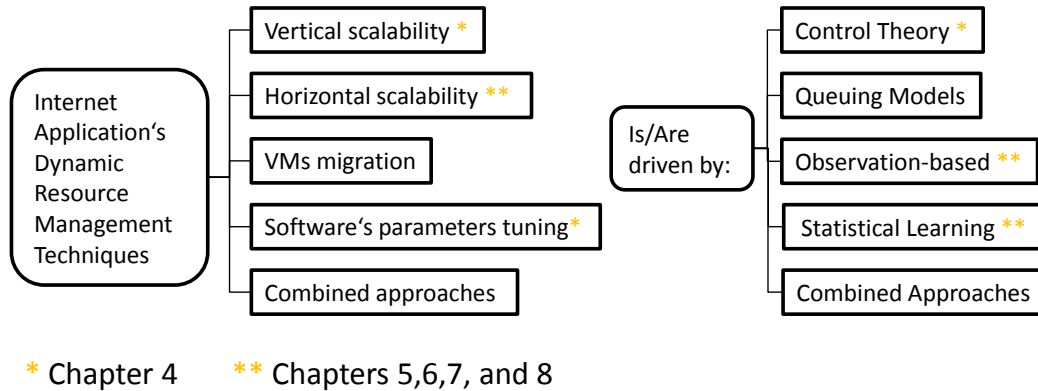 Internet
Application‘s
Dynamic
Resource
Management
Techniques
Vertical scalability *
Horizontal scalability **
VMs migration
Software‘s parameters tuning*
Combined approaches
Is/Are
driven by:
Control Theory *
Queuing Models
Observation-based **
Statistical Learning **
Combined Approaches
* Chapter 4 ** Chapters 5,6,7, and 8